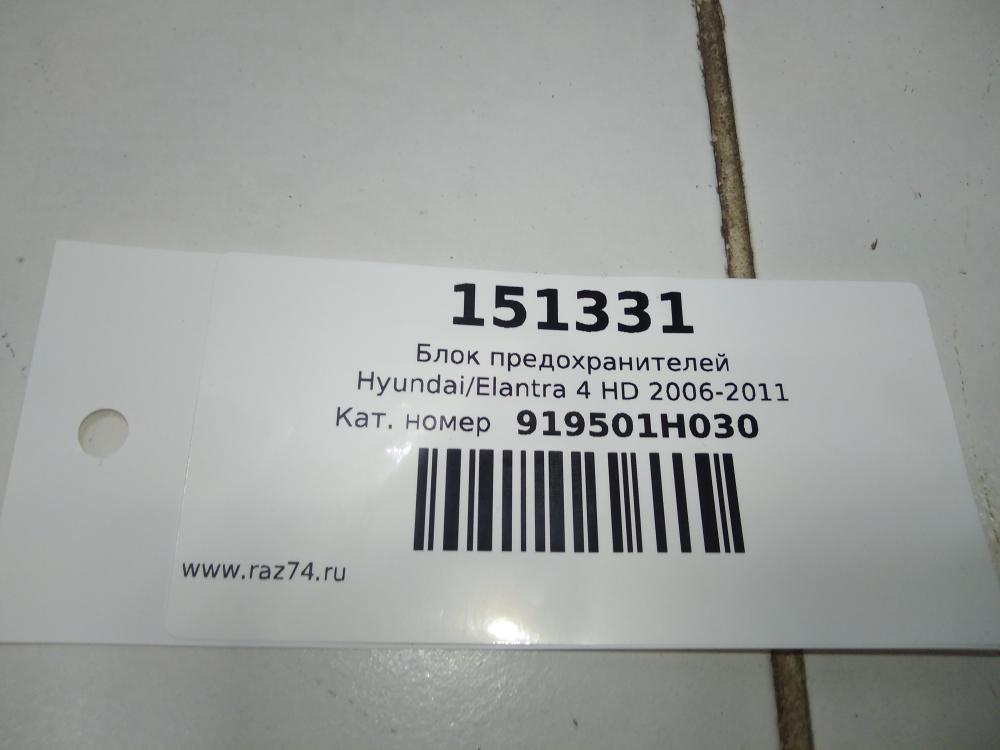 151331
Блок предохранителей
Hyundai/Elantra 4 HD 2006-2011
Кат. номер 919501H030
www.raz74.ru